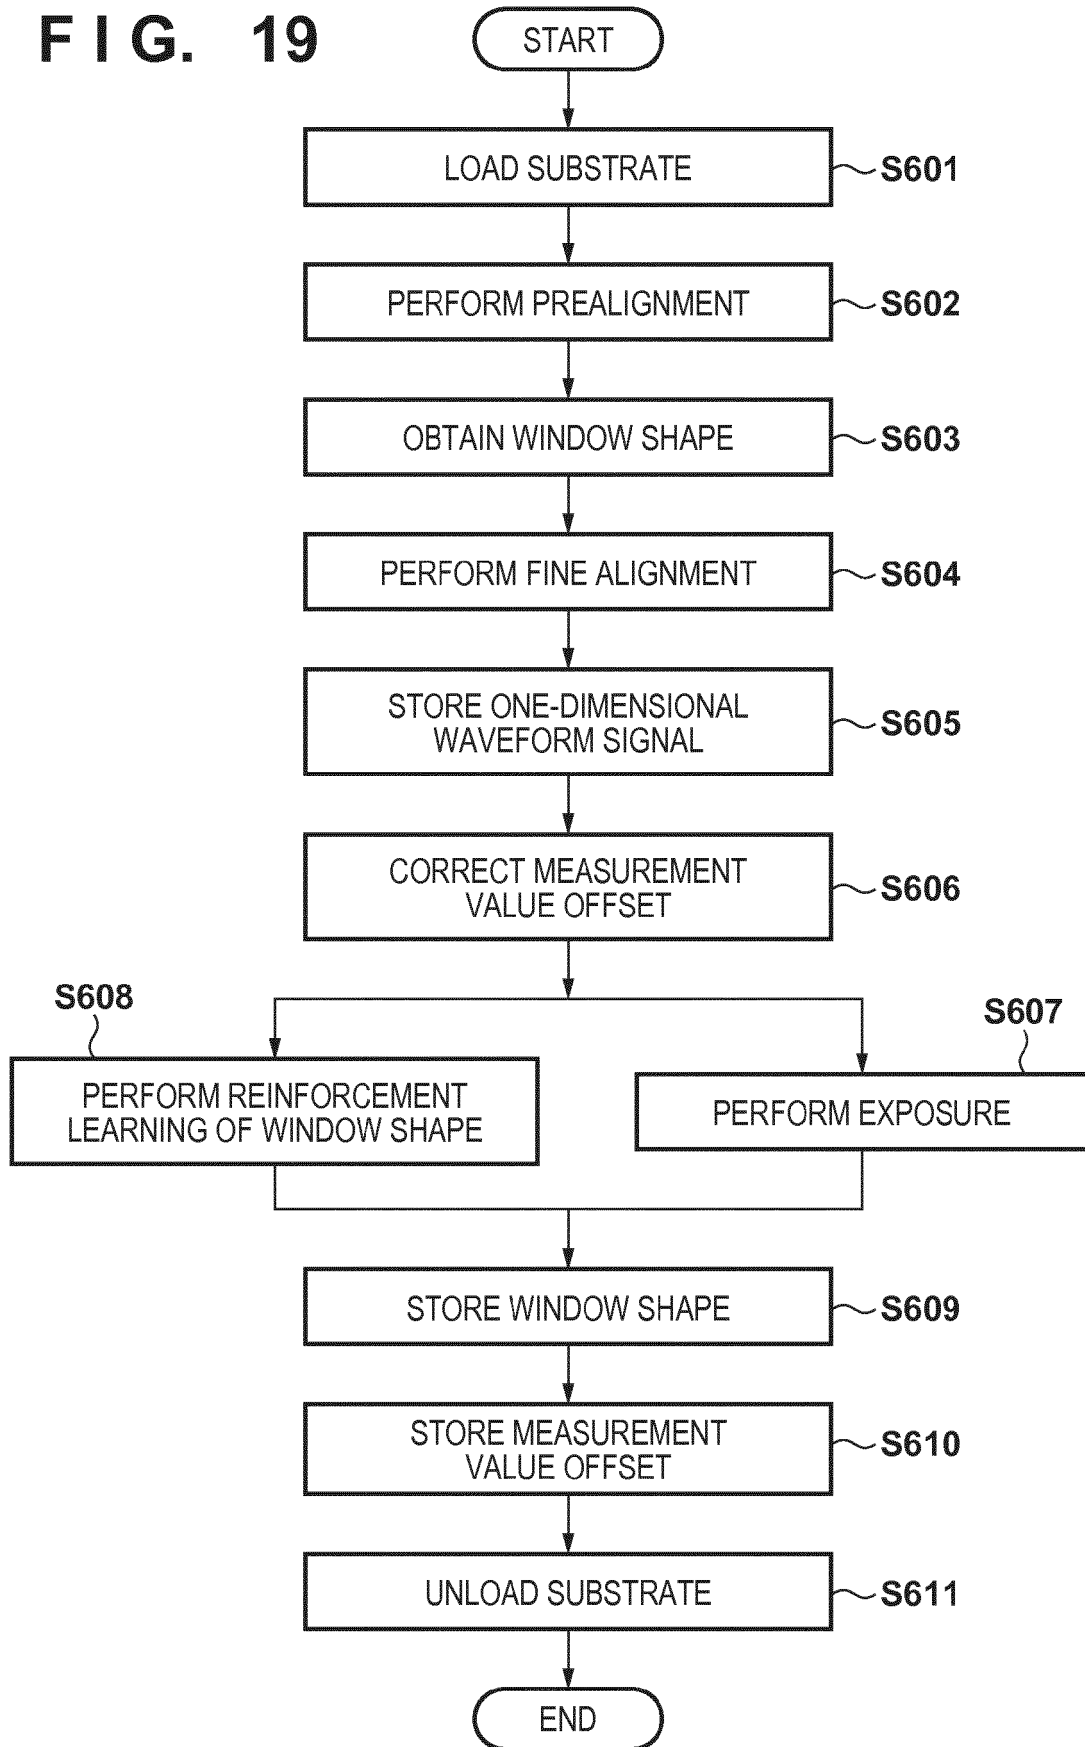 FIG. 19
START
LOAD SUBSTRATE
S601
PERFORM PREALIGNMENT
S602
OBTAIN WINDOW SHAPE
S603
PERFORM FINE ALIGNMENT
S604
STORE ONE-DIMENSIONAL
WAVEFORM SIGNAL
S605
CORRECT MEASUREMENT
VALUE OFFSET
S606
S608
S607
PERFORM REINFORCEMENT
LEARNING OF WINDOW SHAPE
PERFORM EXPOSURE
STORE WINDOW SHAPE
S609
STORE MEASUREMENT
VALUE OFFSET
S610
UNLOAD SUBSTRATE
S611
END